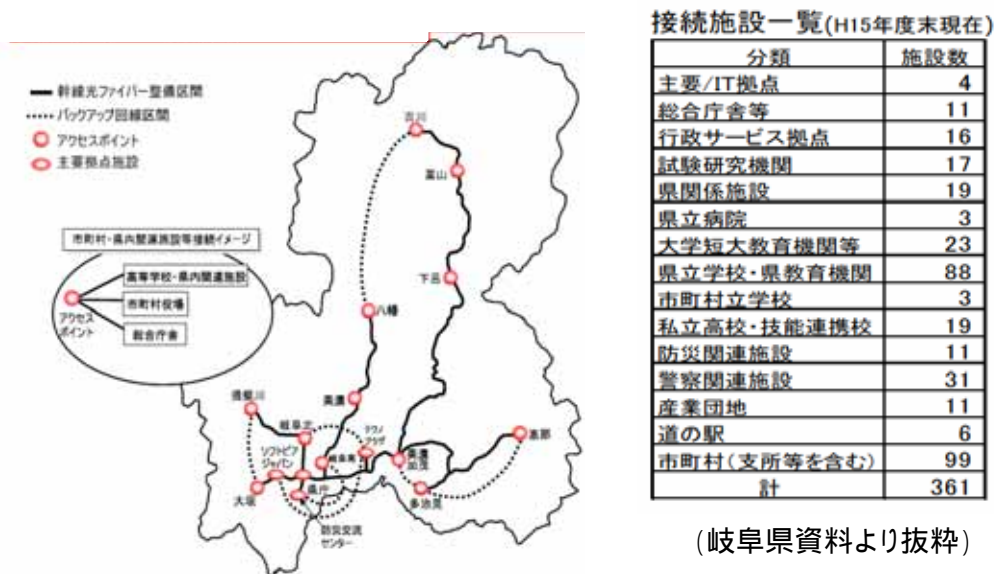 幹線光ファイバー整備区間
バックアップ回線区間
アクセスポイント
主要拠点施設
市町村・県内関連施設等接続イメージ
高等学校・県内関連施設
市町村役場
総合庁舎
アクセス
ポイント
古川
萩山
下呂
八幡
美濃
揖斐川
岐阜北
テクノ
プラザ
ソフトピア
ジャパン
岐阜南
美濃
加茂
恵那
大垣
県庁
多治見
防災交流
センター
接続施設一覧(H15年度末現在)
分類 施設数
主要/IT拠点 4
総合庁舎等 11
行政サービス拠点 16
試験研究機関 17
県関係施設 19
県立病院 3
大学短大教育機関等 23
県立学校・県教育機関 88
市町村立学校 3
私立高校・技能連携校 19
防災関連施設 11
警察関連施設 31
産業団地 11
道の駅 6
市町村(支所等を含む) 99
計 361
(岐阜県資料より抜粋)